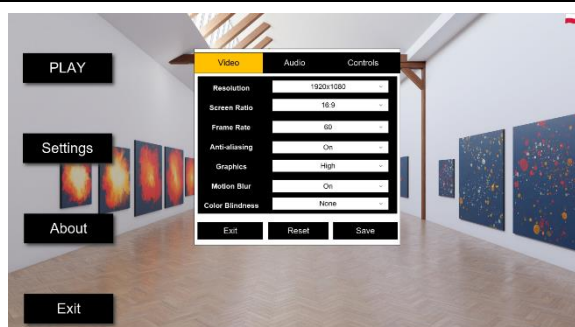 PLAY
Settings
About
Exit
Video Audio Controls
Resolution 1920x1080
Screen Ratio 16:9
Frame Rate 60
Anti-aliasing On
Graphics High
Motion Blur On
Color Blindness None
Exit Reset Save